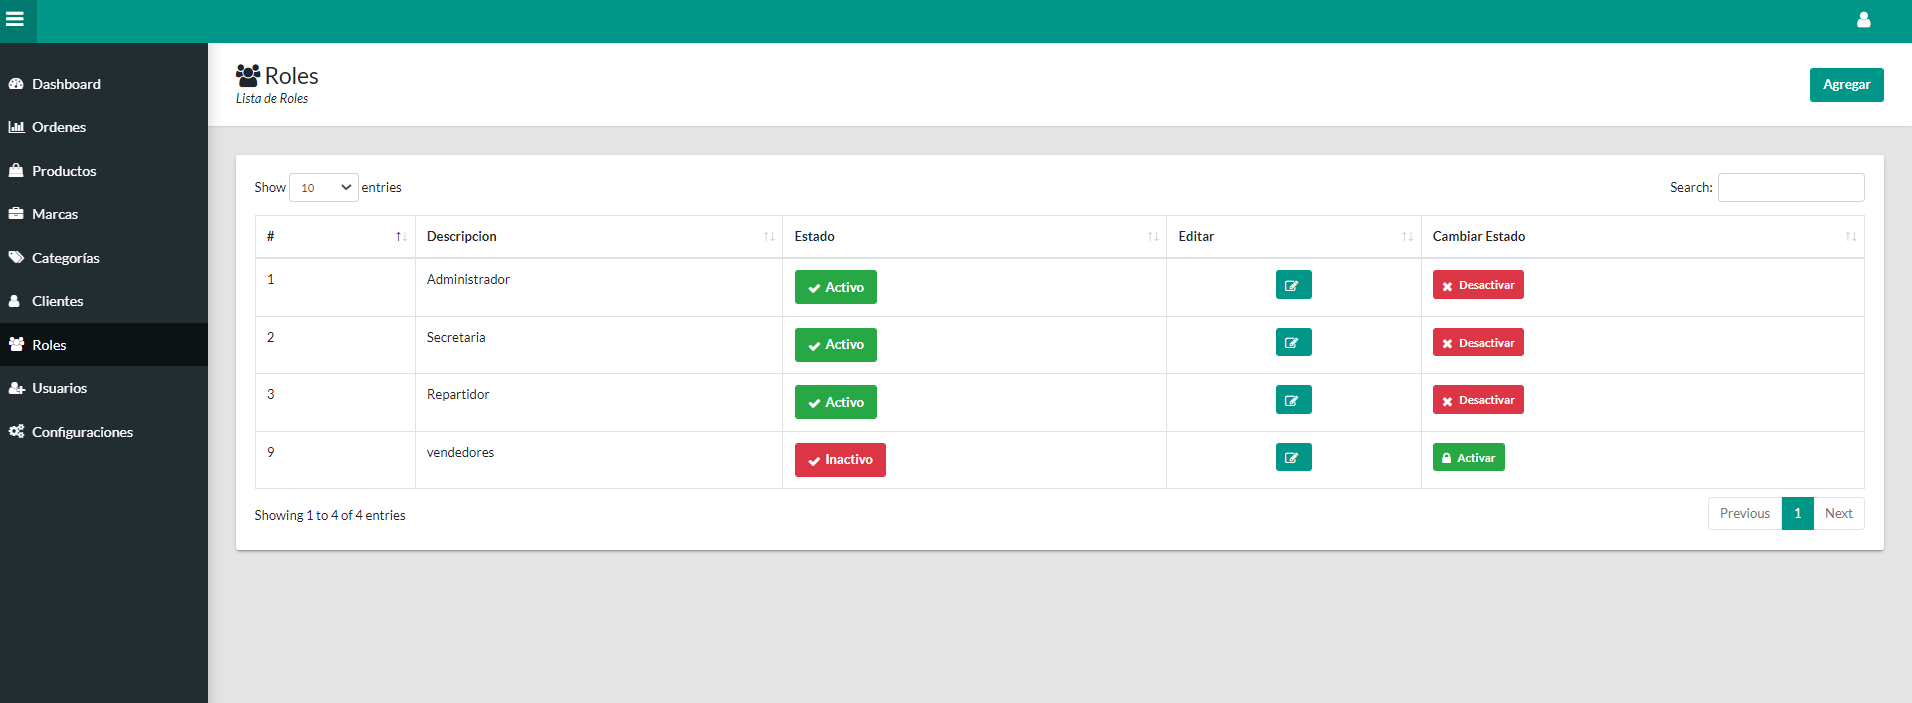 Dashboard
Ordenes
Productos
Marcas
Categorías
Clientes
Roles
Usuarios
Configuraciones
Roles
Lista de Roles
Agregar
Show 10 entries
Search:
# Descripcion Estado Editar Cambiar Estado
1 Administrador Activo Desactivar
2 Secretaria Activo Desactivar
3 Repartidor Activo Desactivar
9 vendedores Inactivo Activar
Showing 1 to 4 of 4 entries
Previous 1 Next